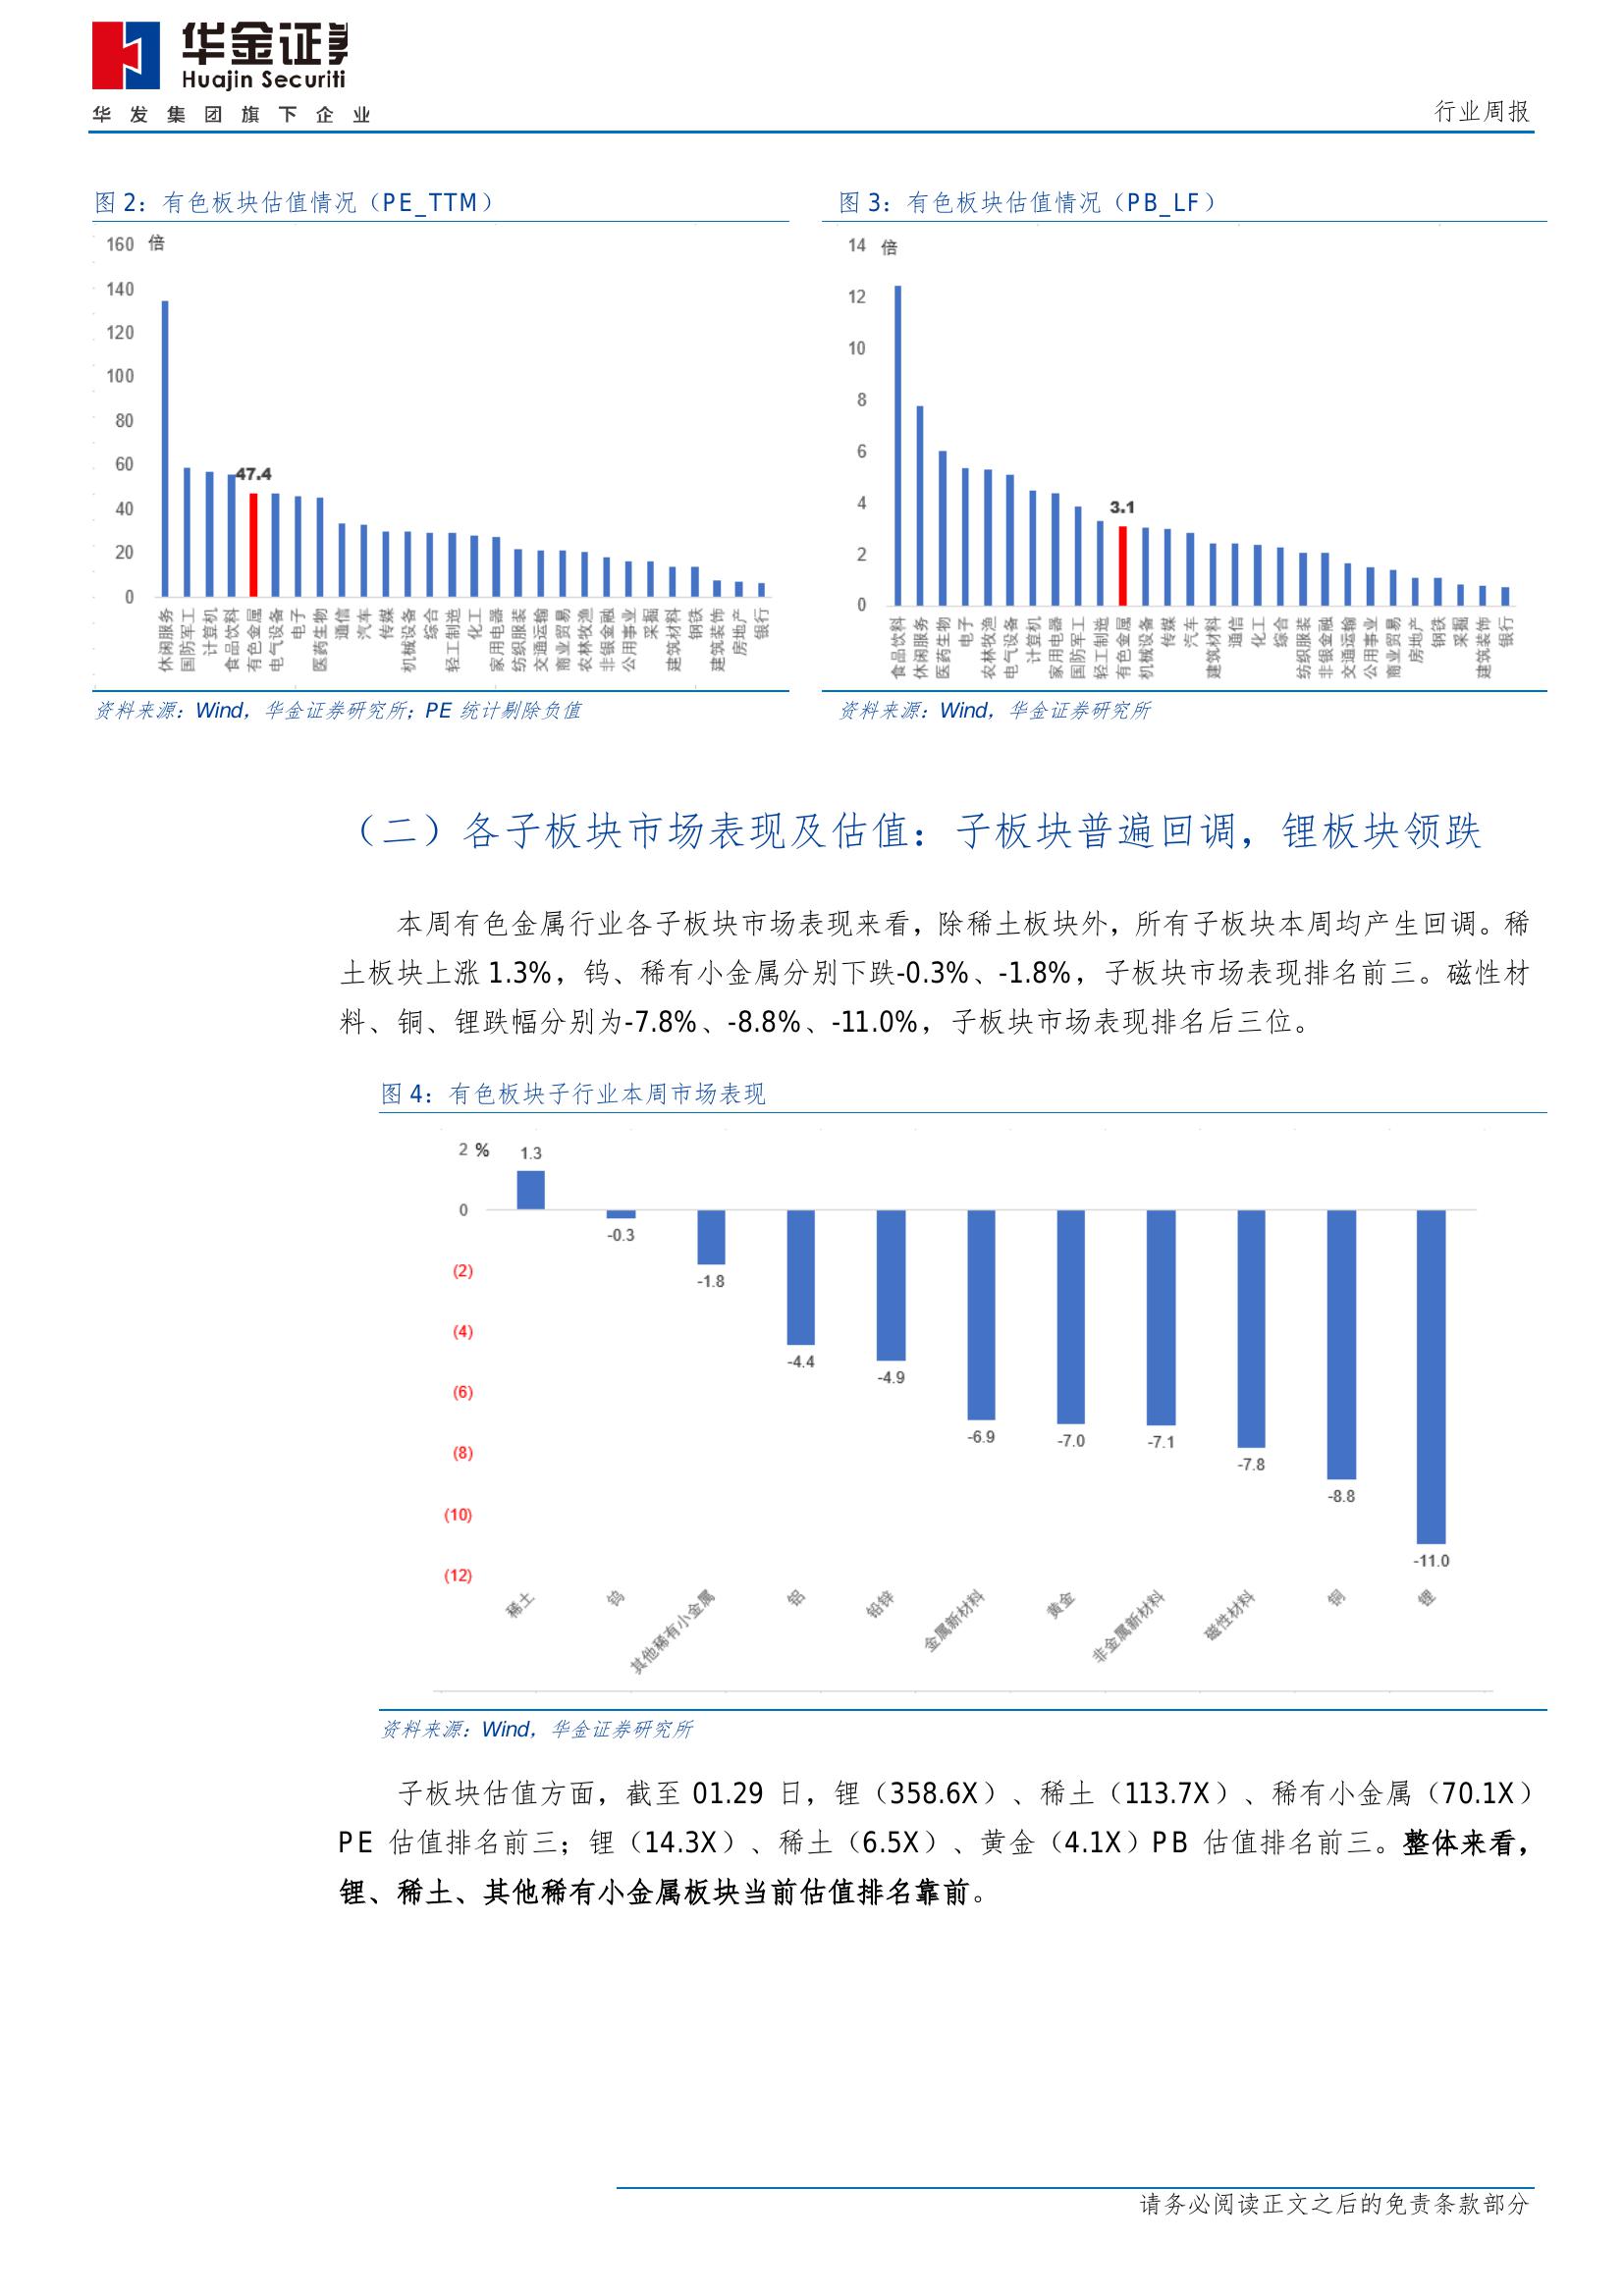 华金证券
Huajin Securiti
华发集团旗下企业
行业周报
图 2：有色板块估值情况（PE_TTM）
160 倍
140
120
100
80
60
40
20
0
47.4
休闲服务
国防军工
计算机
食品饮料
有色金属
电气设备
电子
医药生物
通信
汽车
传媒
机械设备
综合
轻工制造
化工
家用电器
纺织服装
交通运输
商业贸易
农林牧渔
非银金融
公用事业
采掘
建筑材料
钢铁
建筑装饰
房地产
银行
资料来源：Wind，华金证券研究所；PE 统计剔除负值
图 3：有色板块估值情况（PB_LF）
14 倍
12
10
8
6
4
2
0
3.1
食品饮料
休闲服务
医药生物
电子
农林牧渔
电气设备
计算机
家用电器
国防军工
轻工制造
有色金属
机械设备
传媒
汽车
建筑材料
通信
化工
综合
纺织服装
非银金融
交通运输
公用事业
商业贸易
房地产
钢铁
采掘
建筑装饰
银行
资料来源：Wind，华金证券研究所
（二）各子板块市场表现及估值：子板块普遍回调，锂板块领跌
本周有色金属行业各子板块市场表现来看，除稀土板块外，所有子板块本周均产生回调。稀
土板块上涨 1.3%，钨、稀有小金属分别下跌-0.3%、-1.8%，子板块市场表现排名前三。磁性材
料、铜、锂跌幅分别为-7.8%、-8.8%、-11.0%，子板块市场表现排名后三位。
图 4：有色板块子行业本周市场表现
2 %
0
(2)
(4)
(6)
(8)
(10)
(12)
1.3
-0.3
-1.8
-4.4
-4.9
-6.9
-7.0
-7.1
-7.8
-8.8
-11.0
稀土
钨
其他稀有小金属
铝
铅锌
金属新材料
黄金
非金属新材料
磁性材料
铜
锂
资料来源：Wind，华金证券研究所
子板块估值方面，截至 01.29 日，锂（358.6X）、稀土（113.7X）、稀有小金属（70.1X）
PE 估值排名前三；锂（14.3X）、稀土（6.5X）、黄金（4.1X）PB 估值排名前三。整体来看，
锂、稀土、其他稀有小金属板块当前估值排名靠前。
请务必阅读正文之后的免责条款部分